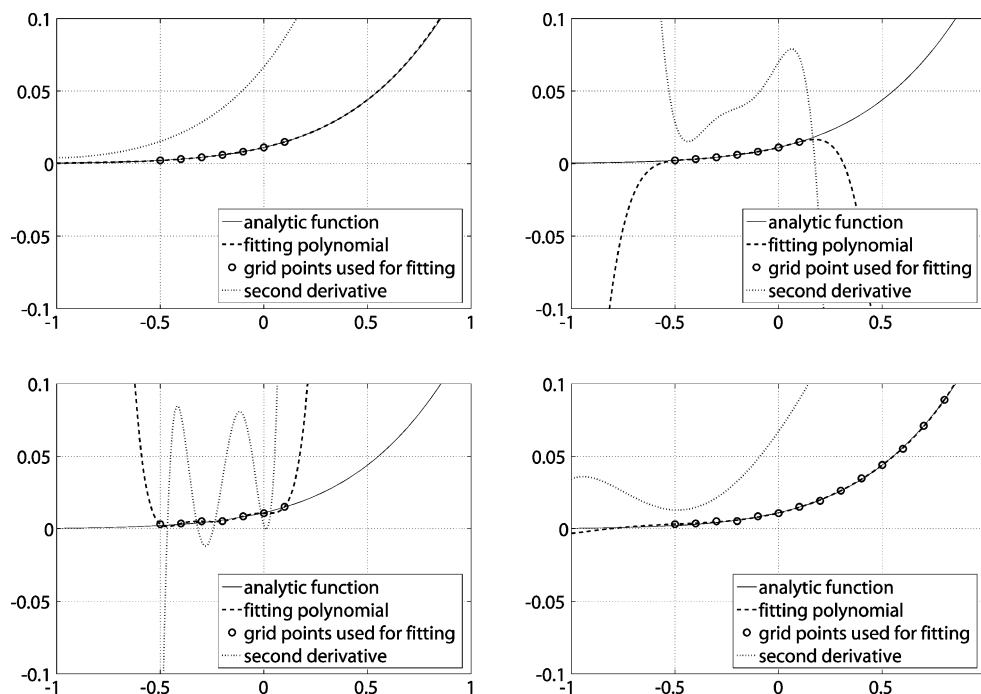 0.1
0.05
0
-0.05
-0.1
-1
-0.5
0
0.5
1
analytic function
fitting polynomial
grid points used for fitting
second derivative
0.1
0.05
0
-0.05
-0.1
-1
-0.5
0
0.5
analytic function
fitting polynomial
grid point used for fitting
second derivative
0.1
0.05
0
-0.05
-0.1
-1
-0.5
0
0.5
1
analytic function
fitting polynomial
grid points used for fitting
second derivative
0.1
0.05
0
-0.05
-0.1
-1
-0.5
0
0.5
analytic function
fitting polynomial
grid points used for fitting
second derivative